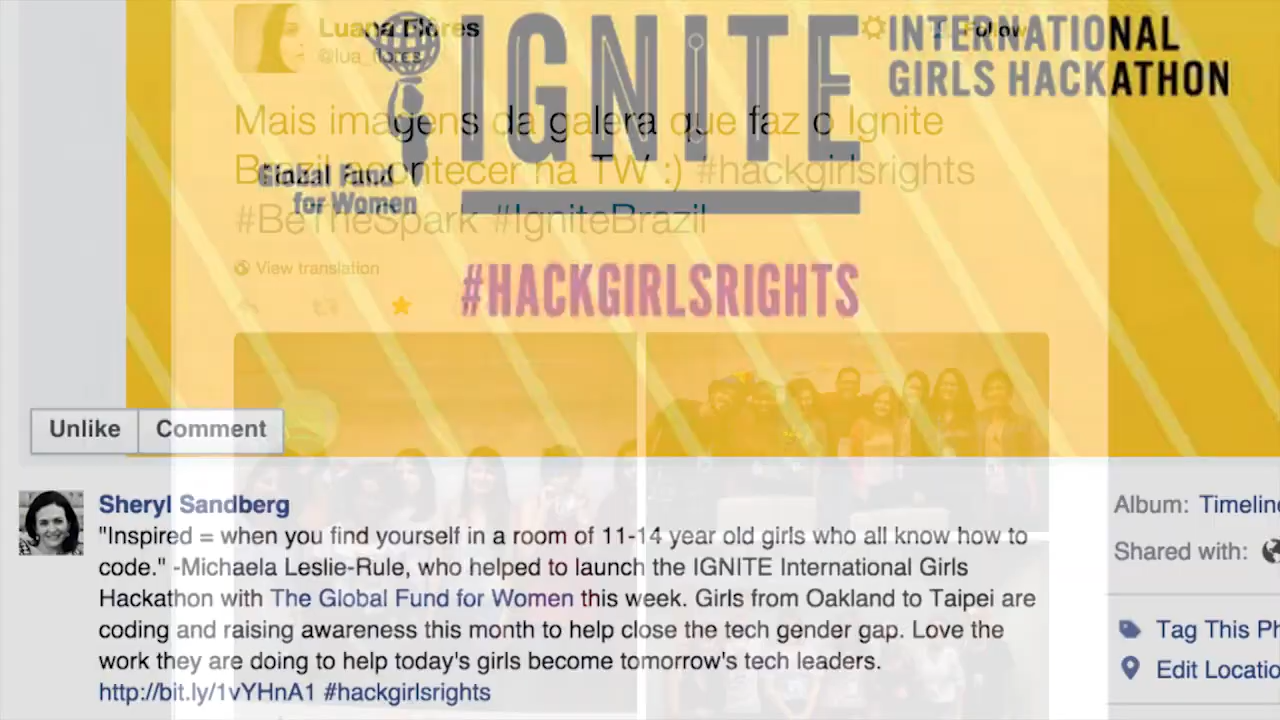 Luana Flores
@lua_flores
Follow
IGNITE
INTERNATIONAL
GIRLS HACKATHON
Mais imagens da galera que faz o Ignite
Brazil acontecer na TW :) #hackgirlsrights
#BeTheSpark #IgniteBrazil
Global Fund
for Women
View translation
#HACKGIRLSRIGHTS
Unlike
Comment
Sheryl Sandberg
"Inspired = when you find yourself in a room of 11-14 year old girls who all know how to
code." -Michaela Leslie-Rule, who helped to launch the IGNITE International Girls
Hackathon with The Global Fund for Women this week. Girls from Oakland to Taipei are
coding and raising awareness this month to help close the tech gender gap. Love the
work they are doing to help today's girls become tomorrow's tech leaders.
http://bit.ly/1vYHnA1 #hackgirlsrights
Album: Timeline
Shared with:
Tag This Ph
Edit Locatio